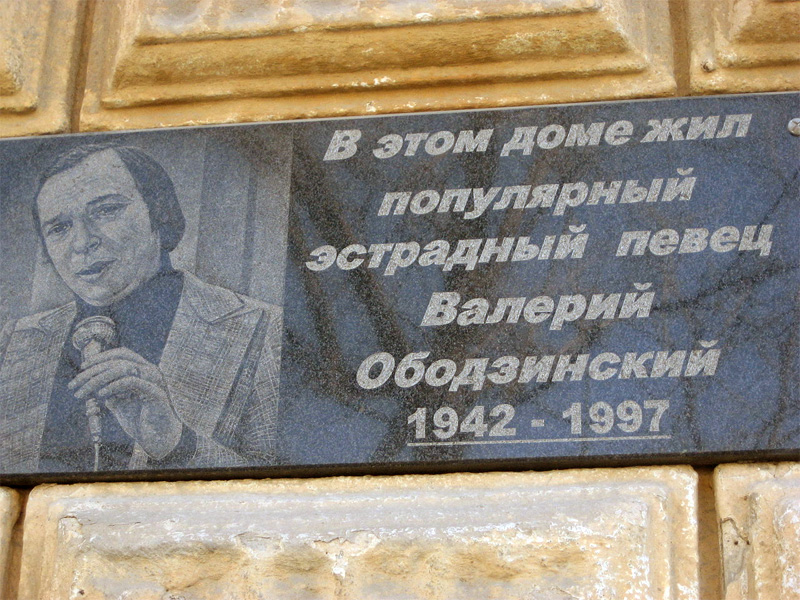 В этом доме жил
популярный
эстрадный певец
Валерий
Ободзинский
1942 - 1997